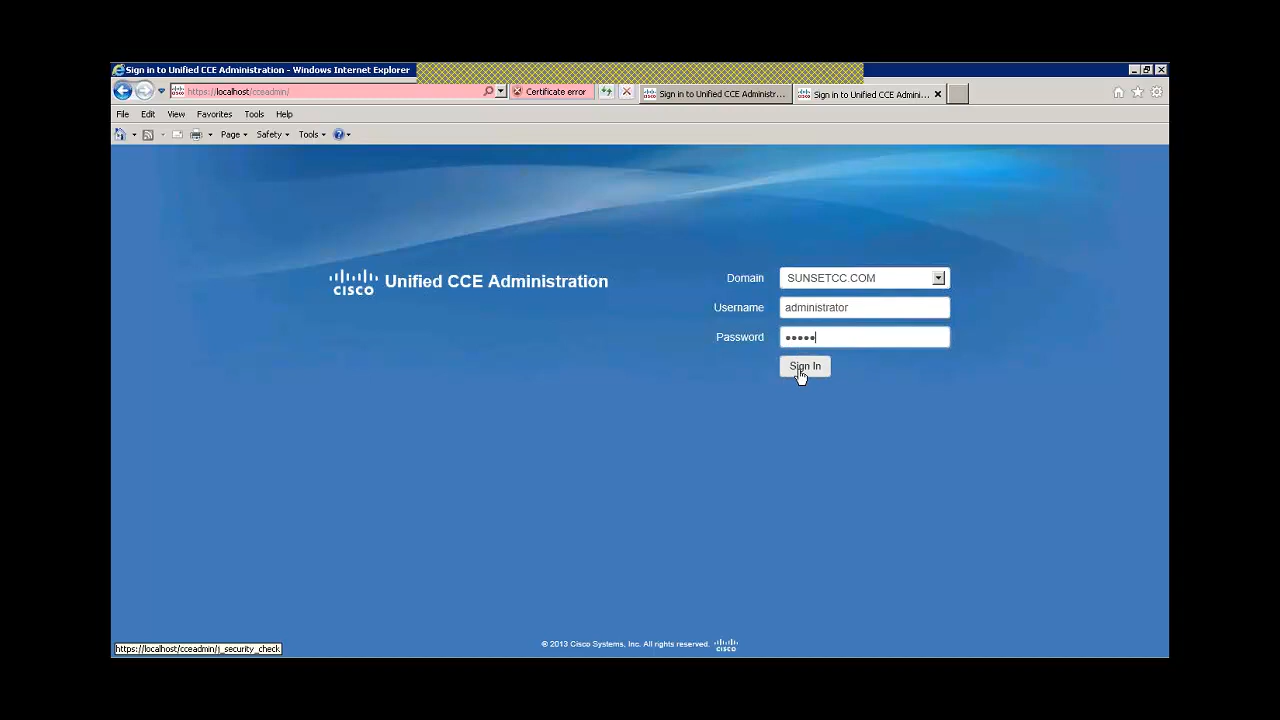 Sign in to Unified CCE Administration - Windows Internet Explorer
https://localhost/cceadmin/
Certificate error
Sign in to Unified CCE Administr...
Sign in to Unified CCE Admini...
File Edit View Favorites Tools Help
Page Safety Tools
CISCO Unified CCE Administration
Domain SUNSETCC.COM
Username administrator
Password •••••
Sign In
© 2013 Cisco Systems, Inc. All rights reserved. CISCO
https://localhost/cceadmin/j_security_check